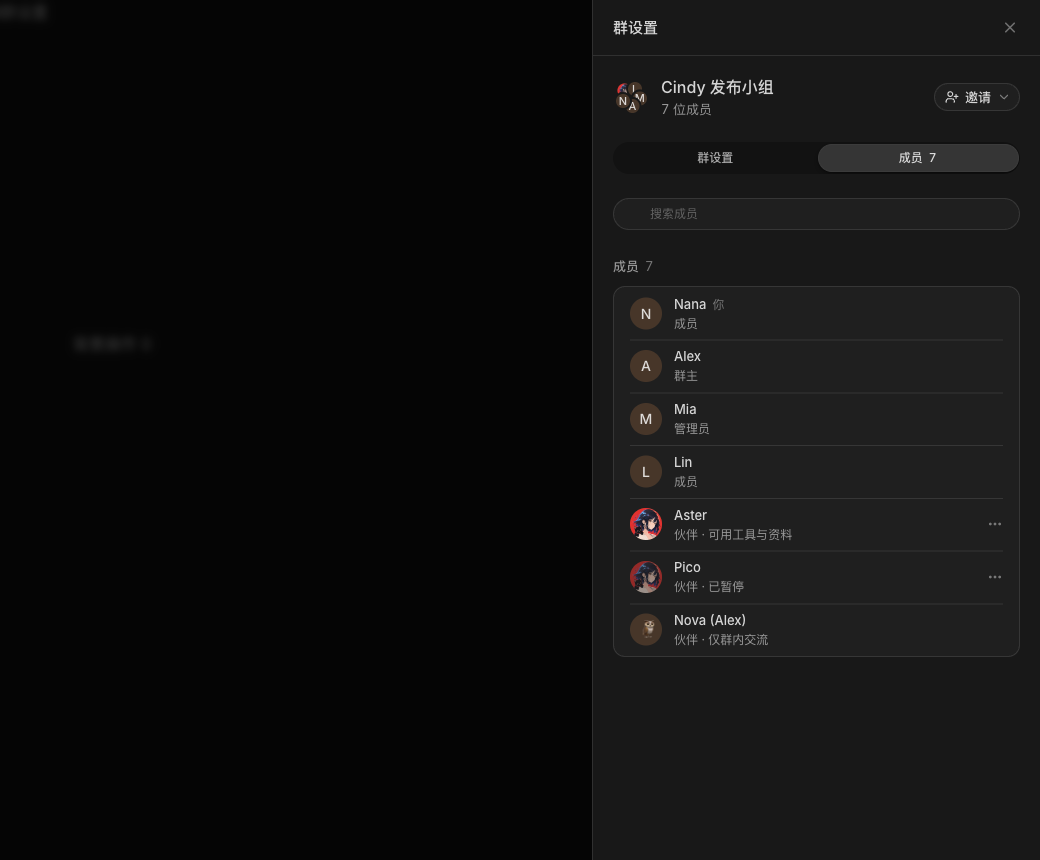 群设置
Cindy 发布小组
7 位成员
邀请
群设置
成员 7
搜索成员
成员 7
N
Nana 你
成员
A
Alex
群主
M
Mia
管理员
L
Lin
成员
Aster
伙伴 · 可用工具与资料
Pico
伙伴 · 已暂停
Nova (Alex)
伙伴 · 仅群内交流